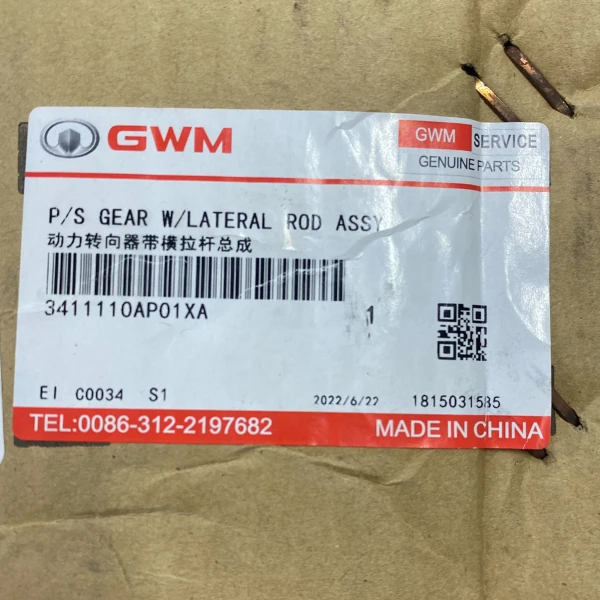 GWM
GWM SERVICE
GENUINE PARTS
P/S GEAR W/LATERAL ROD ASSY
动力转向器带横拉杆总成
3411110AP01XA
1
EI C0034 S1
2022/6/22
1815031535
TEL:0086-312-2197682
MADE IN CHINA